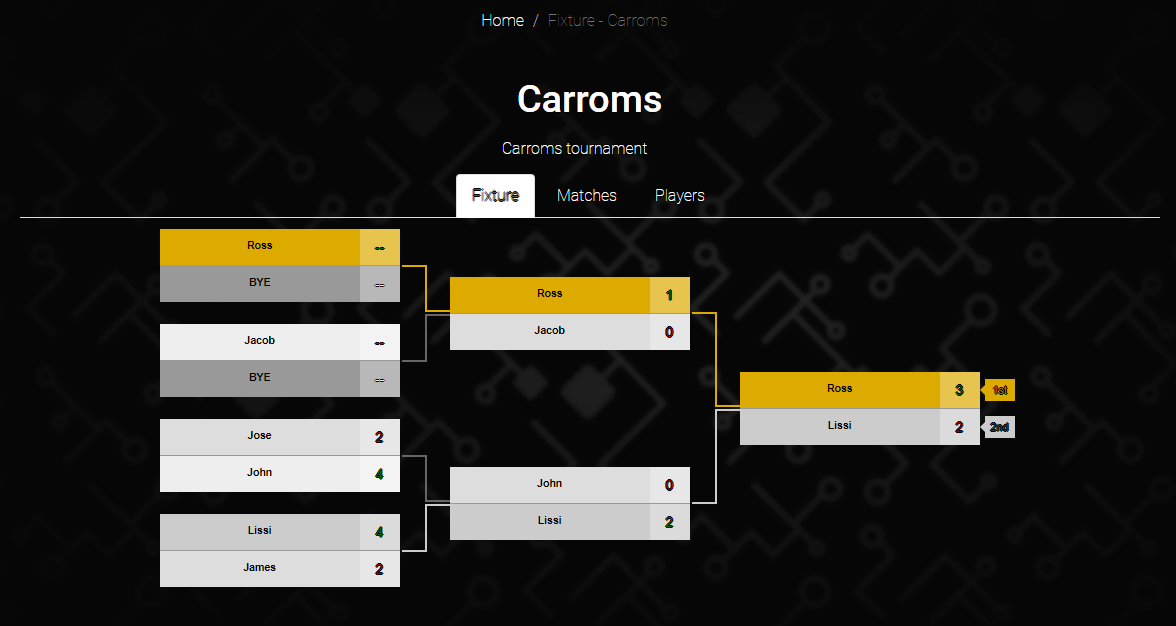 Home / Fixture - Carroms
Carroms
Carroms tournament
Fixture Matches Players
Ross --
BYE --
Jacob --
BYE --
Jose 2
John 4
Lissi 4
James 2
Ross 1
Jacob 0
John 0
Lissi 2
Ross 3 1st
Lissi 2 2nd